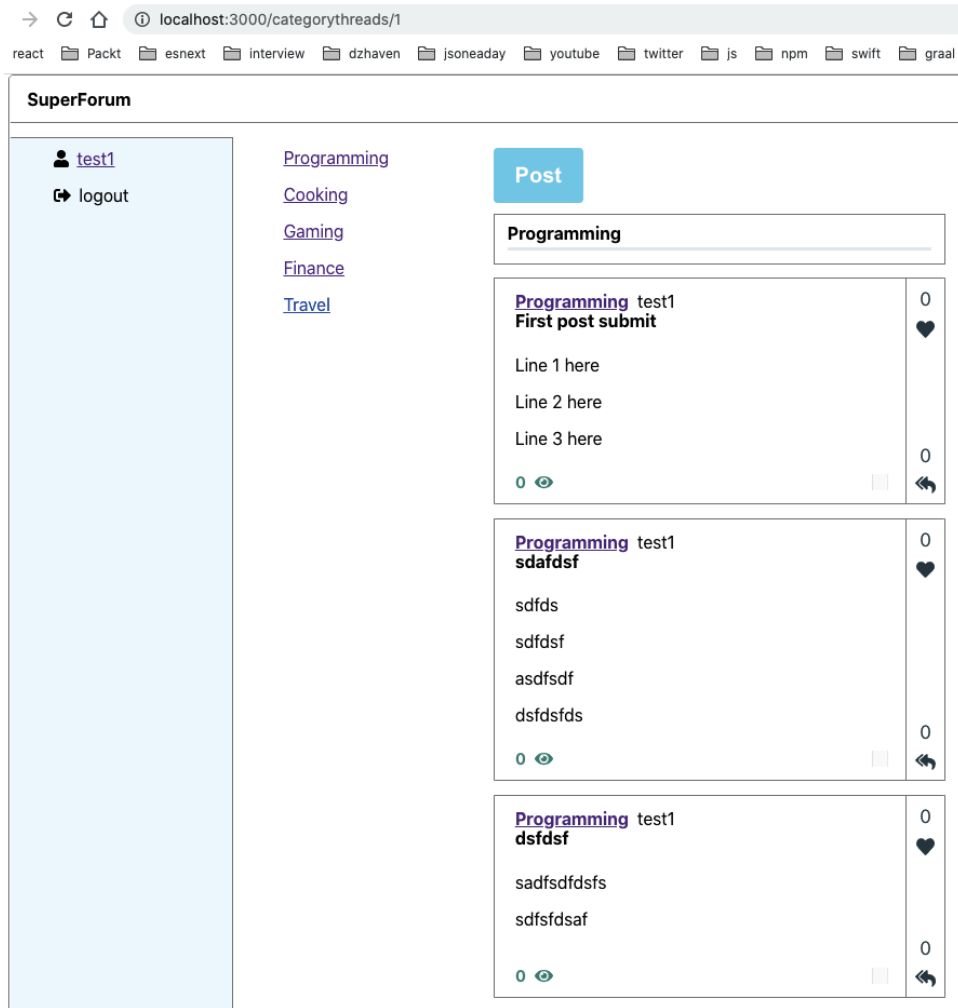 localhost:3000/categorythreads/1
react Packt esnext interview dzhaven jsoneaday youtube twitter js npm swift graal
SuperForum
test1
logout
Programming
Cooking
Gaming
Finance
Travel
Post
Programming
Programming test1
First post submit
Line 1 here
Line 2 here
Line 3 here
0
0
0
Programming test1
sdafdsf
sdfds
sdfdsf
asdfsdf
dsfdsfds
0
0
0
Programming test1
dsfdsf
sadfsdfdsfs
sdfsfdsaf
0
0
0